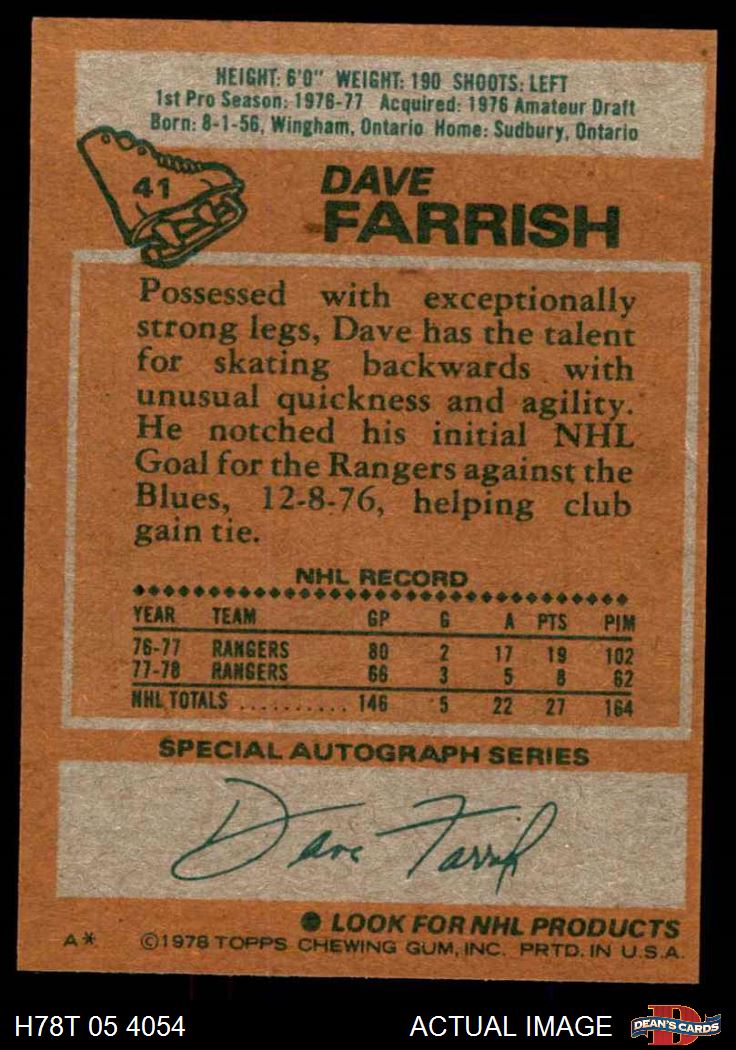 HEIGHT: 6'0" WEIGHT: 190 SHOOTS: LEFT
1st Pro Season: 1976-77 Acquired: 1976 Amateur Draft
Born: 8-1-56, Wingham, Ontario Home: Sudbury, Ontario
41
DAVE
FARRISH
Possessed with exceptionally
strong legs, Dave has the talent
for skating backwards with
unusual quickness and agility.
He notched his initial NHL
Goal for the Rangers against the
Blues, 12-8-76, helping club
gain tie.
NHL RECORD
YEAR TEAM GP G A PTS PIM
76-77 RANGERS 80 2 17 19 102
77-78 RANGERS 66 3 5 8 62
NHL TOTALS .......... 146 5 22 27 164
SPECIAL AUTOGRAPH SERIES
Dave Farrish
LOOK FOR NHL PRODUCTS
A* ©1978 TOPPS CHEWING GUM, INC. PRTD. IN U.S.A.
H78T 05 4054 ACTUAL IMAGE DEAN'S CARDS